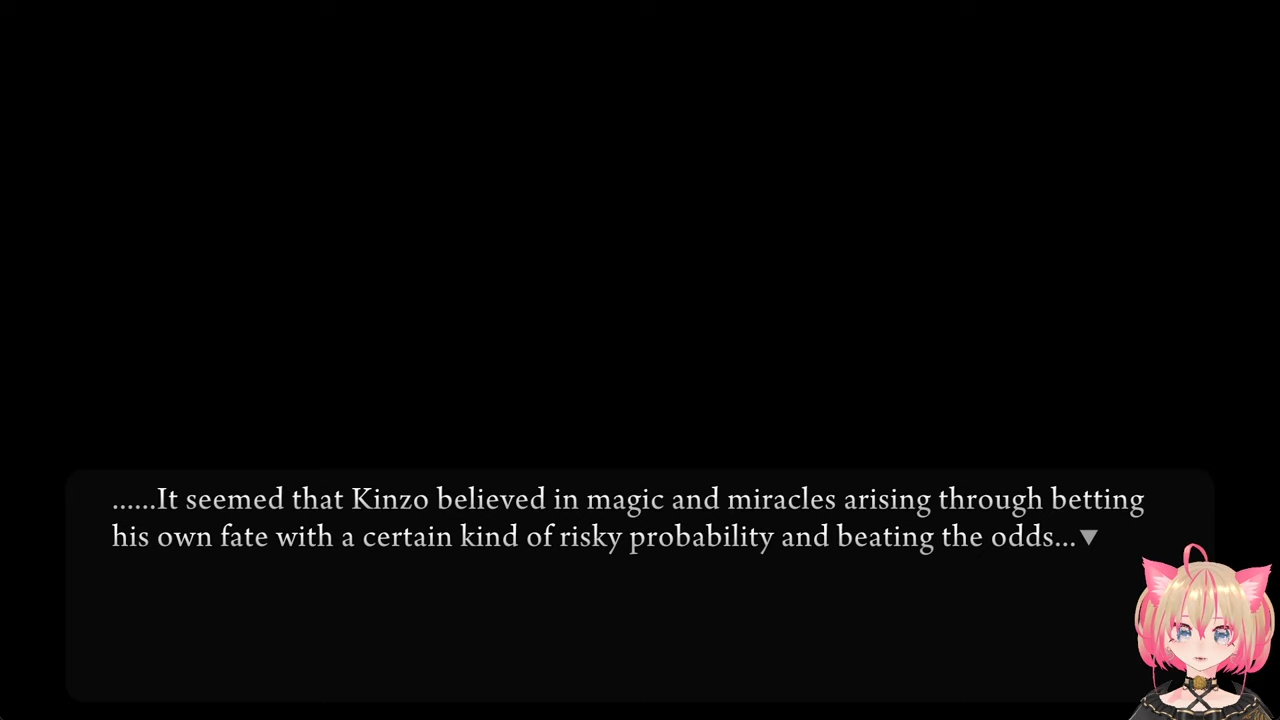 ......It seemed that Kinzo believed in magic and miracles arising through betting
his own fate with a certain kind of risky probability and beating the odds...